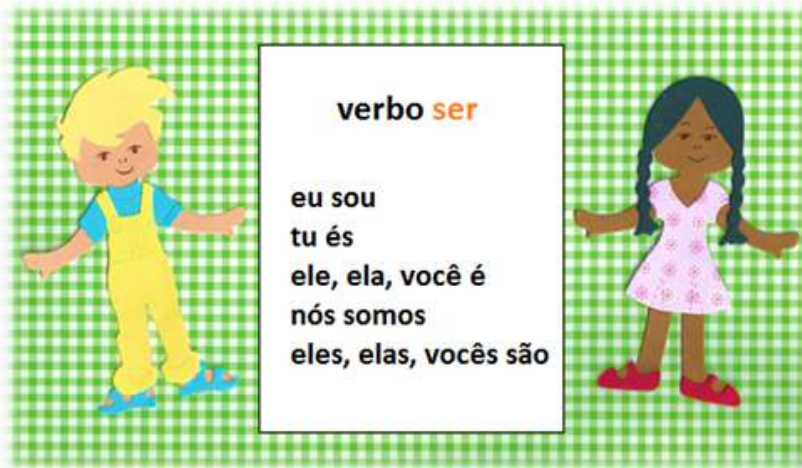 verbo ser
eu sou
tu és
ele, ela, você é
nós somos
eles, elas, vocês são